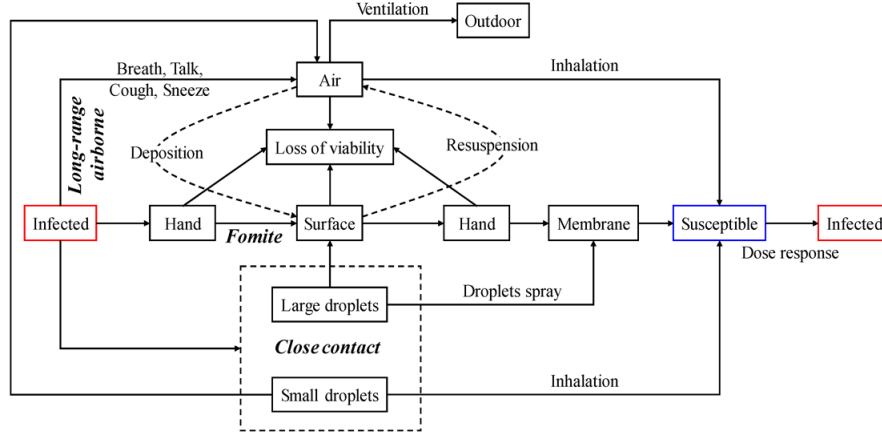 Ventilation
Outdoor
Breath, Talk,
Cough, Sneeze
Air
Inhalation
Long-range
airborne
Deposition
Loss of viability
Resuspension
Infected
Hand
Fomite
Surface
Hand
Membrane
Susceptible
Infected
Dose response
Large droplets
Droplets spray
Close contact
Small droplets
Inhalation